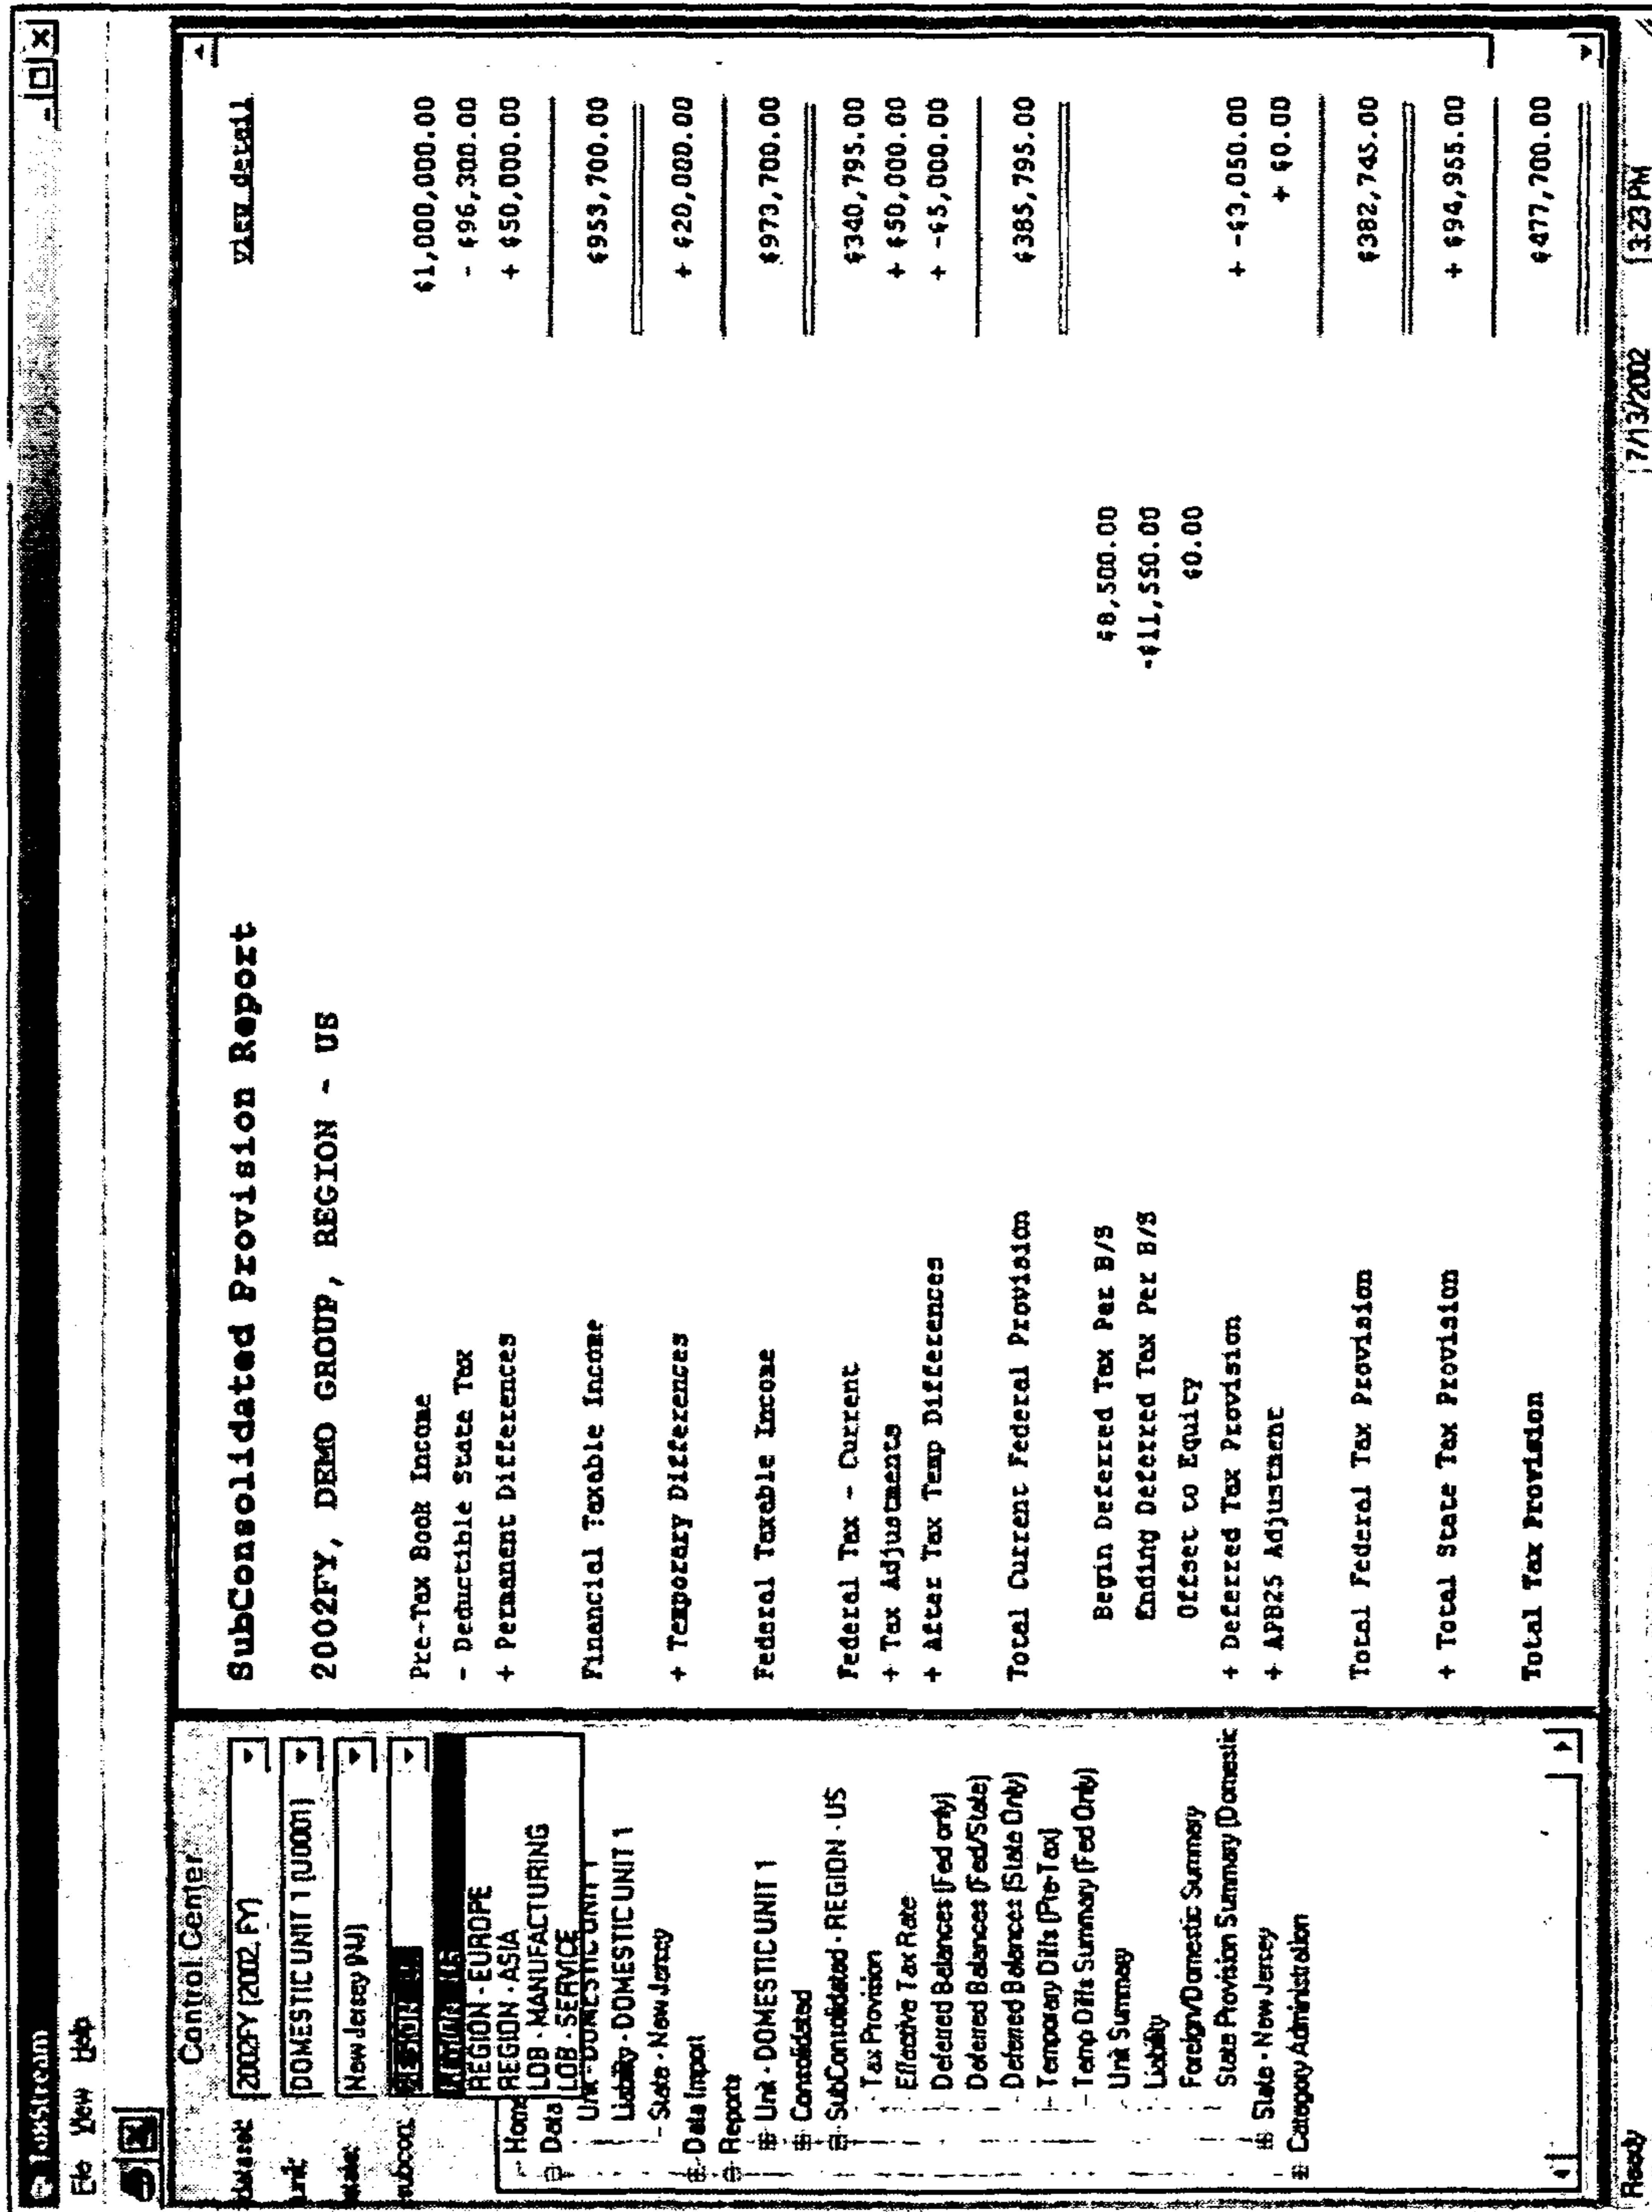 TaxStream
File View Help
Control Center
dataset: 2002FY [2002, FY]
unit: DOMESTIC UNIT 1 [U0001]
state: New Jersey [NJ]
subcon: REGION - US
REGION - US
REGION - EUROPE
REGION - ASIA
LOB - MANUFACTURING
LOB - SERVICE
Home
Data
Unit - DOMESTIC UNIT 1
Liability - DOMESTIC UNIT 1
State - New Jersey
Data Import
Reports
Unit - DOMESTIC UNIT 1
Consolidated
SubConsolidated - REGION - US
Tax Provision
Effective Tax Rate
Deferred Balances (Fed only)
Deferred Balances (Fed/State)
Deferred Balances (State Only)
Temporary Diffs (Pre-Tax)
Temp Diffs Summary (Fed Only)
Unit Summary
Liability
Foreign/Domestic Summary
State Provision Summary (Domestic
State - New Jersey
Category Administration
SubConsolidated Provision Report view detail
2002FY, DEMO GROUP, REGION - US
Pre-Tax Book Income $1,000,000.00
- Deductible State Tax - $96,300.00
+ Permanent Differences + $50,000.00
Financial Taxable Income $953,700.00
+ Temporary Differences + $20,000.00
Federal Taxable Income $973,700.00
Federal Tax - Current $340,795.00
+ Tax Adjustments + $50,000.00
+ After Tax Temp Differences + -$5,000.00
Total Current Federal Provision $385,795.00
Begin Deferred Tax Per B/S $8,500.00
Ending Deferred Tax Per B/S -$11,550.00
Offset to Equity $0.00
+ Deferred Tax Provision + -$3,050.00
+ APB25 Adjustment + $0.00
Total Federal Tax Provision $382,745.00
+ Total State Tax Provision + $94,955.00
Total Tax Provision $477,700.00
Ready 7/13/2002 3:23 PM